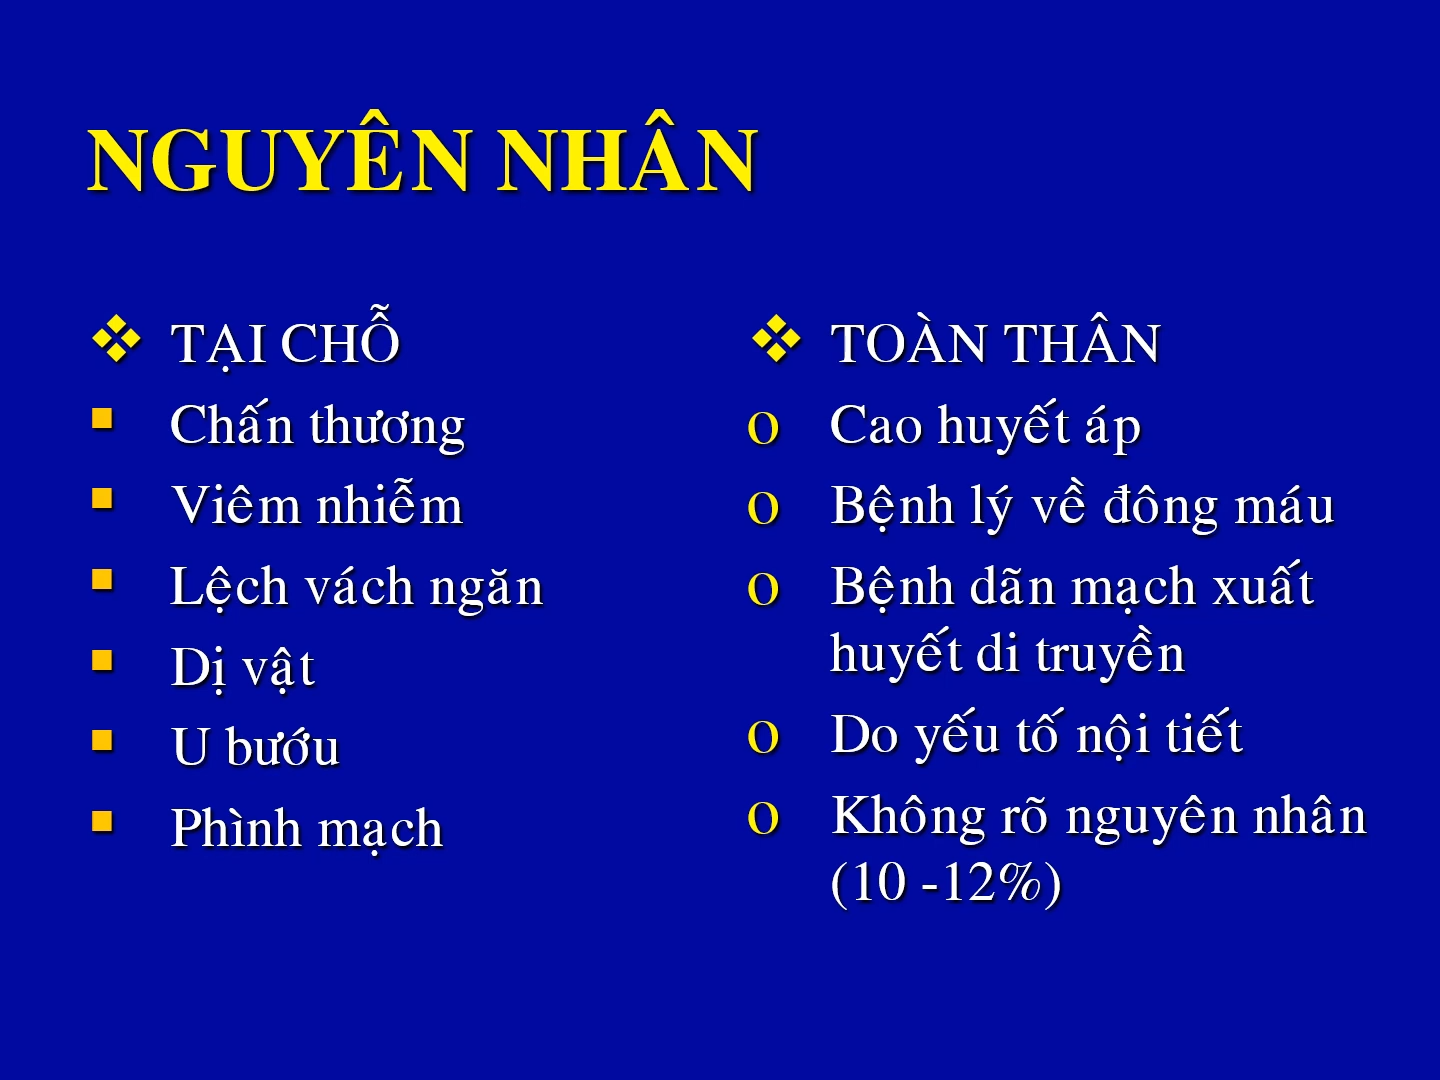 NGUYÊN NHÂN
TẠI CHỖ
Chấn thương
Viêm nhiễm
Lệch vách ngăn
Dị vật
U bướu
Phình mạch
TOÀN THÂN
Cao huyết áp
Bệnh lý về đông máu
Bệnh dãn mạch xuất
huyết di truyền
Do yếu tố nội tiết
Không rõ nguyên nhân
(10 -12%)